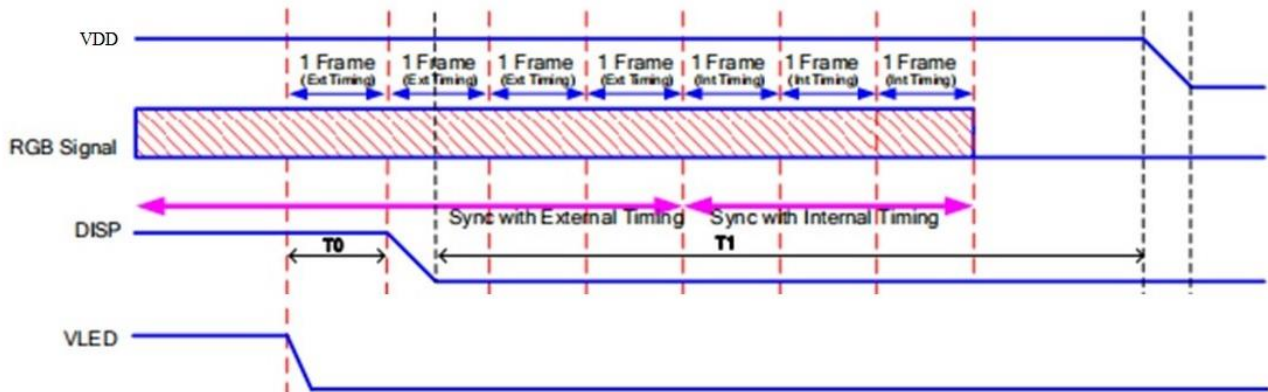 VDD
1 Frame 1 Frame 1 Frame 1 Frame 1 Frame 1 Frame 1 Frame
(Ext Timing) (Ext Timing) (Ext Timing) (Ext Timing) (Int Timing) (Int Timing) (Int Timing)
RGB Signal
Sync with External Timing Sync with Internal Timing
DISP
T0 T1
VLED